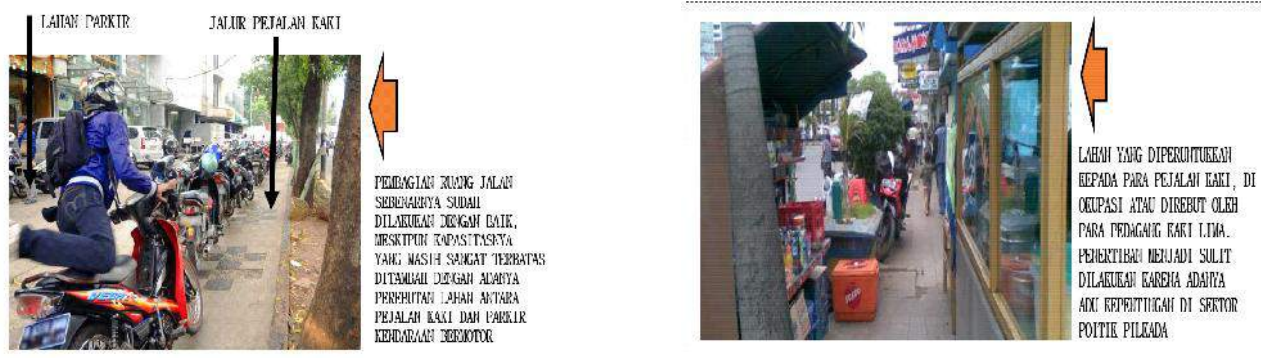 LAHAN PARKIR
JALUR PEJALAN KAKI
PEMBAGIAN RUANG JALAN
SEBENARNYA SUDAH
DILAKUKAN DENGAN BAIK,
MESKIPUN KAPASITASNYA
YANG MASIH SANGAT TERBATAS
DITAMBAH DENGAN ADANYA
PEREBUTAN LAHAN ANTARA
PEJALAN KAKI DAN PARKIR
KENDARAAN BERMOTOR
LAHAN YANG DIPERUNTUKKAN
KEPADA PARA PEJALAN KAKI, DI
OKUPASI ATAU DIREBUT OLEH
PARA PEDAGANG KAKI LIMA.
PENERTIBAN MENJADI SULIT
DILAKUKAN KARENA ADANYA
ADU KEPENTINGAN DI SEKTOR
POITIK PILKADA